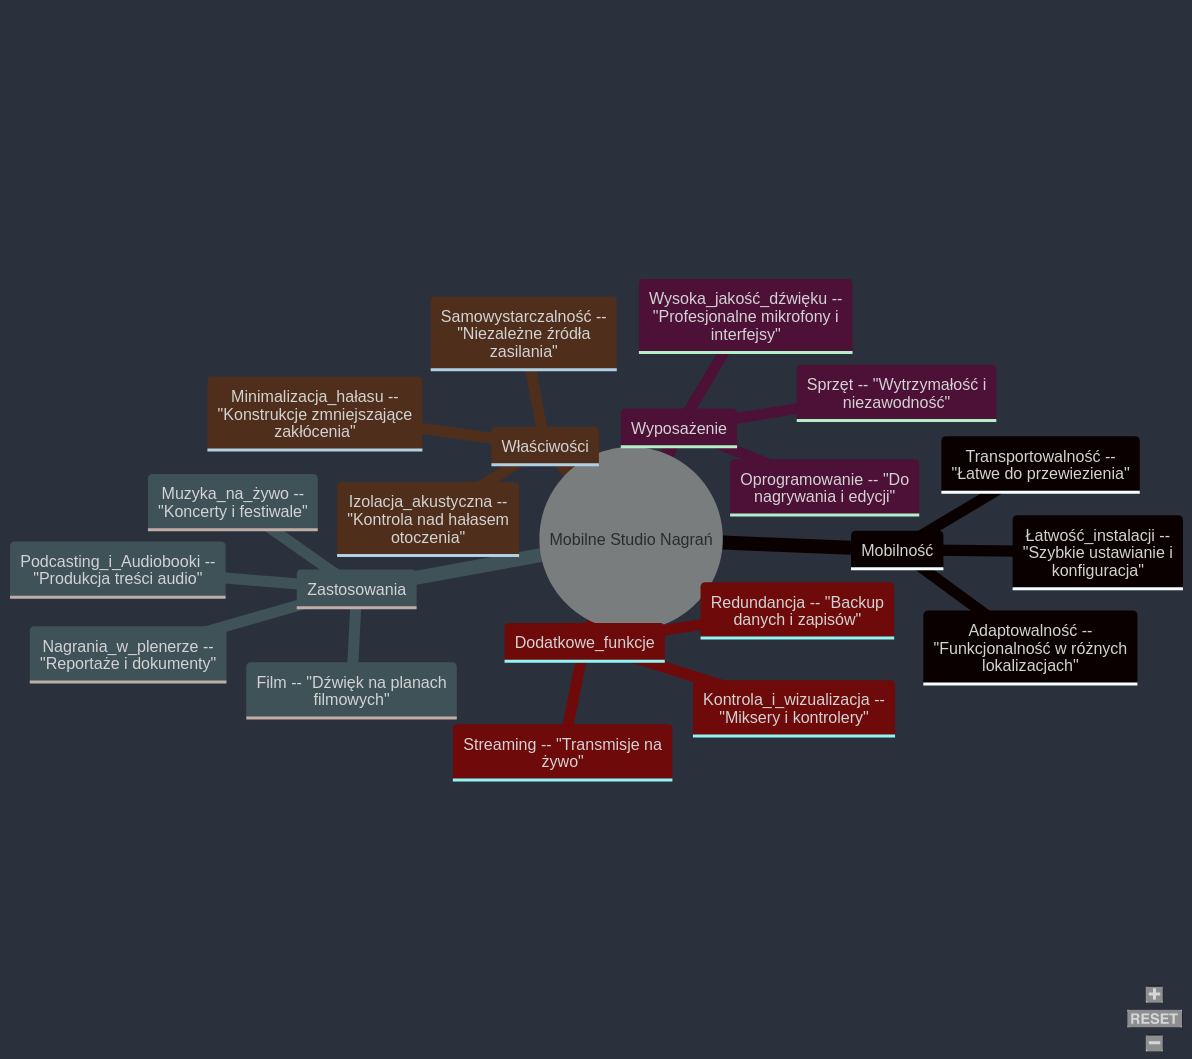 Mobilne Studio Nagrań
Wyposażenie
Wysoka_jakość_dźwięku --
"Profesjonalne mikrofony i
interfejsy"
Sprzęt -- "Wytrzymałość i
niezawodność"
Oprogramowanie -- "Do
nagrywania i edycji"
Mobilność
Transportowalność --
"Łatwe do przewiezienia"
Łatwość_instalacji --
"Szybkie ustawianie i
konfiguracja"
Adaptowalność --
"Funkcjonalność w różnych
lokalizacjach"
Dodatkowe_funkcje
Redundancja -- "Backup
danych i zapisów"
Kontrola_i_wizualizacja --
"Miksery i kontrolery"
Streaming -- "Transmisje na
żywo"
Zastosowania
Muzyka_na_żywo --
"Koncerty i festiwale"
Podcasting_i_Audiobooki --
"Produkcja treści audio"
Nagrania_w_plenerze --
"Reportaże i dokumenty"
Film -- "Dźwięk na planach
filmowych"
Właściwości
Samowystarczalność --
"Niezależne źródła
zasilania"
Minimalizacja_hałasu --
"Konstrukcje zmniejszające
zakłócenia"
Izolacja_akustyczna --
"Kontrola nad hałasem
otoczenia"
+
RESET
−